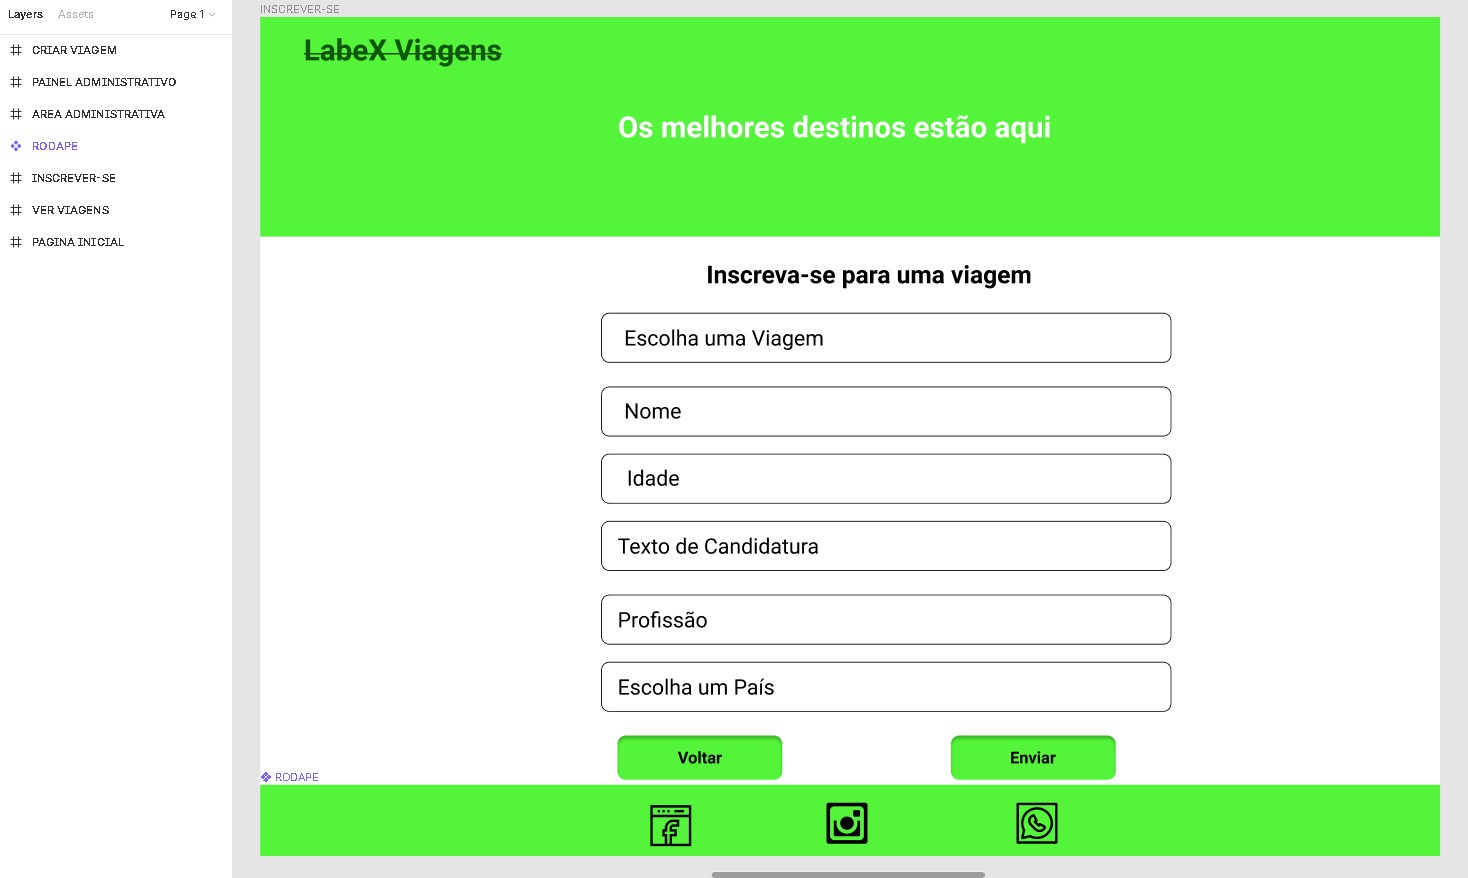 Layers Assets Page 1
CRIAR VIAGEM
PAINEL ADMINISTRATIVO
AREA ADMINISTRATIVA
RODAPE
INSCREVER-SE
VER VIAGENS
PAGINA INICIAL
INSCREVER-SE
LabeX Viagens
Os melhores destinos estão aqui
Inscreva-se para uma viagem
Escolha uma Viagem
Nome
Idade
Texto de Candidatura
Profissão
Escolha um País
Voltar Enviar
RODAPE